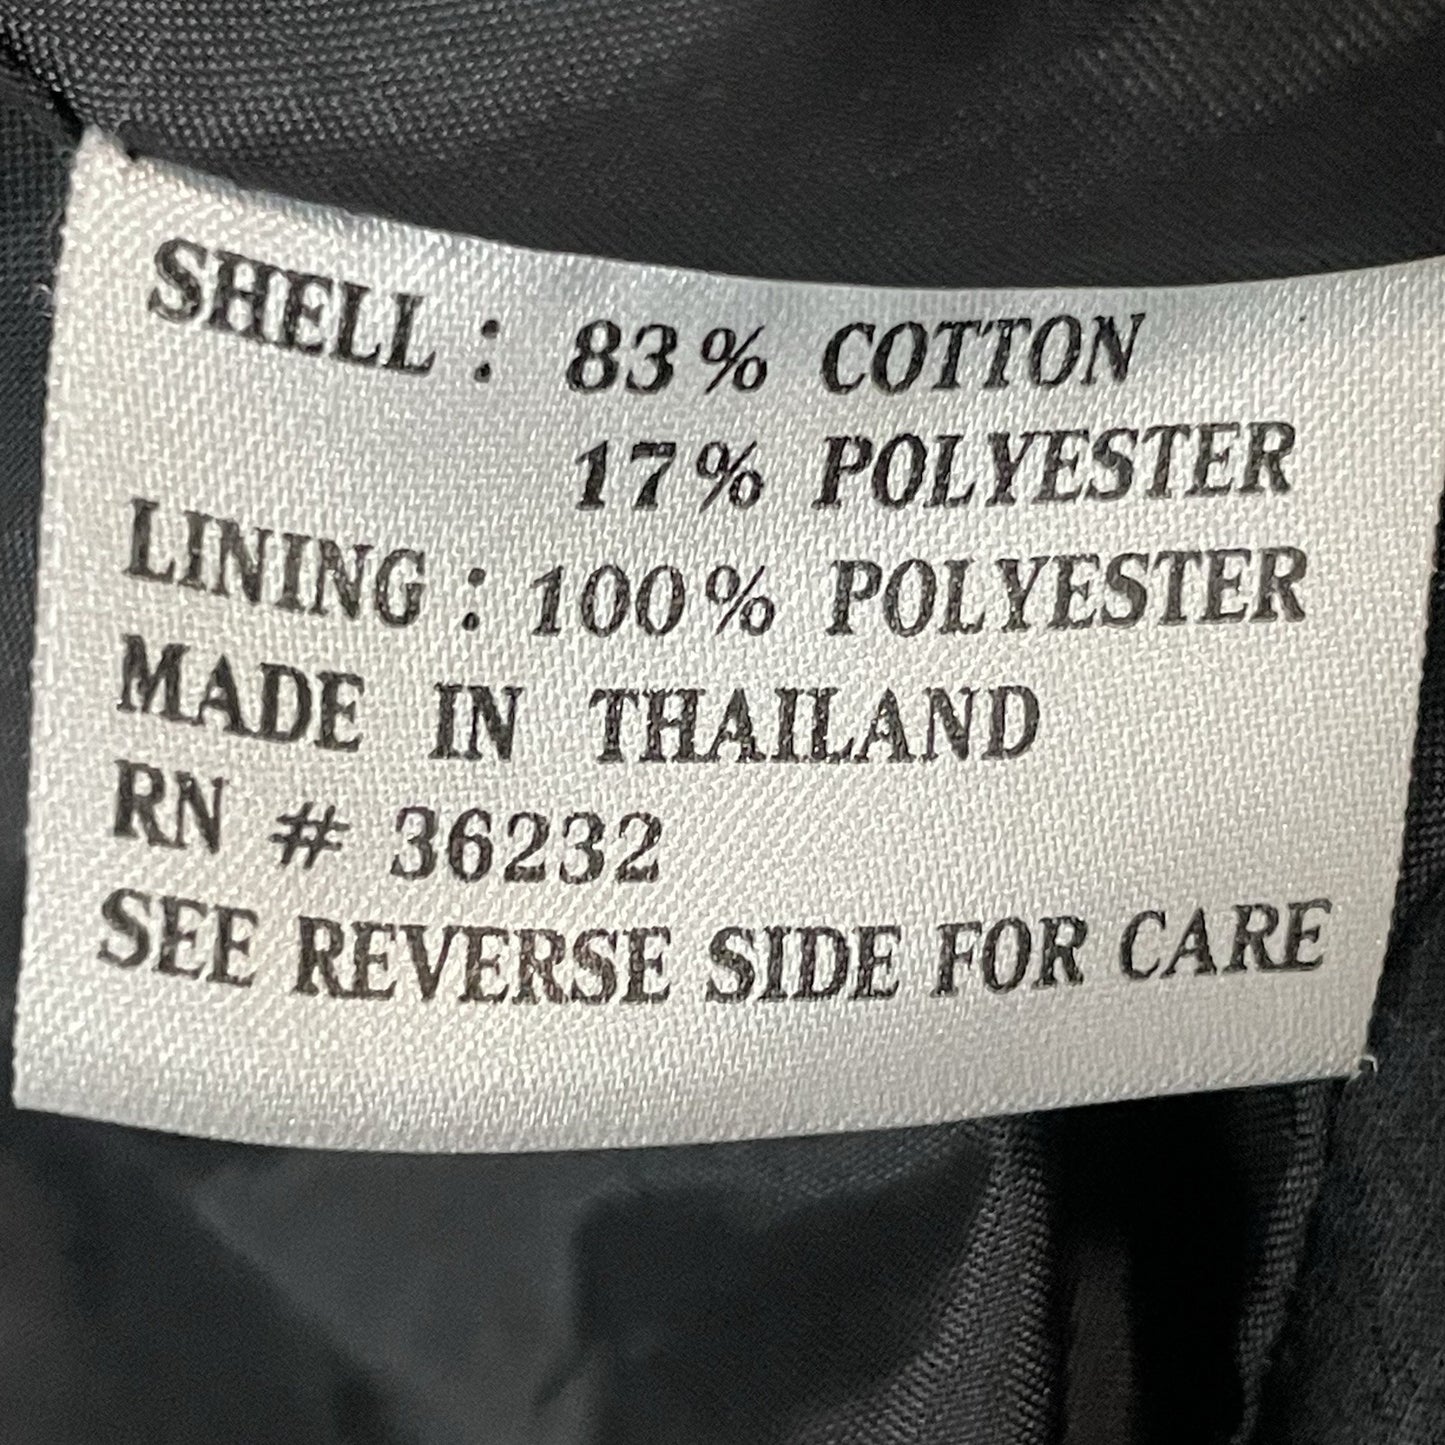 SHELL : 83% COTTON
17% POLYESTER
LINING : 100% POLYESTER
MADE IN THAILAND
RN # 36232
SEE REVERSE SIDE FOR CARE